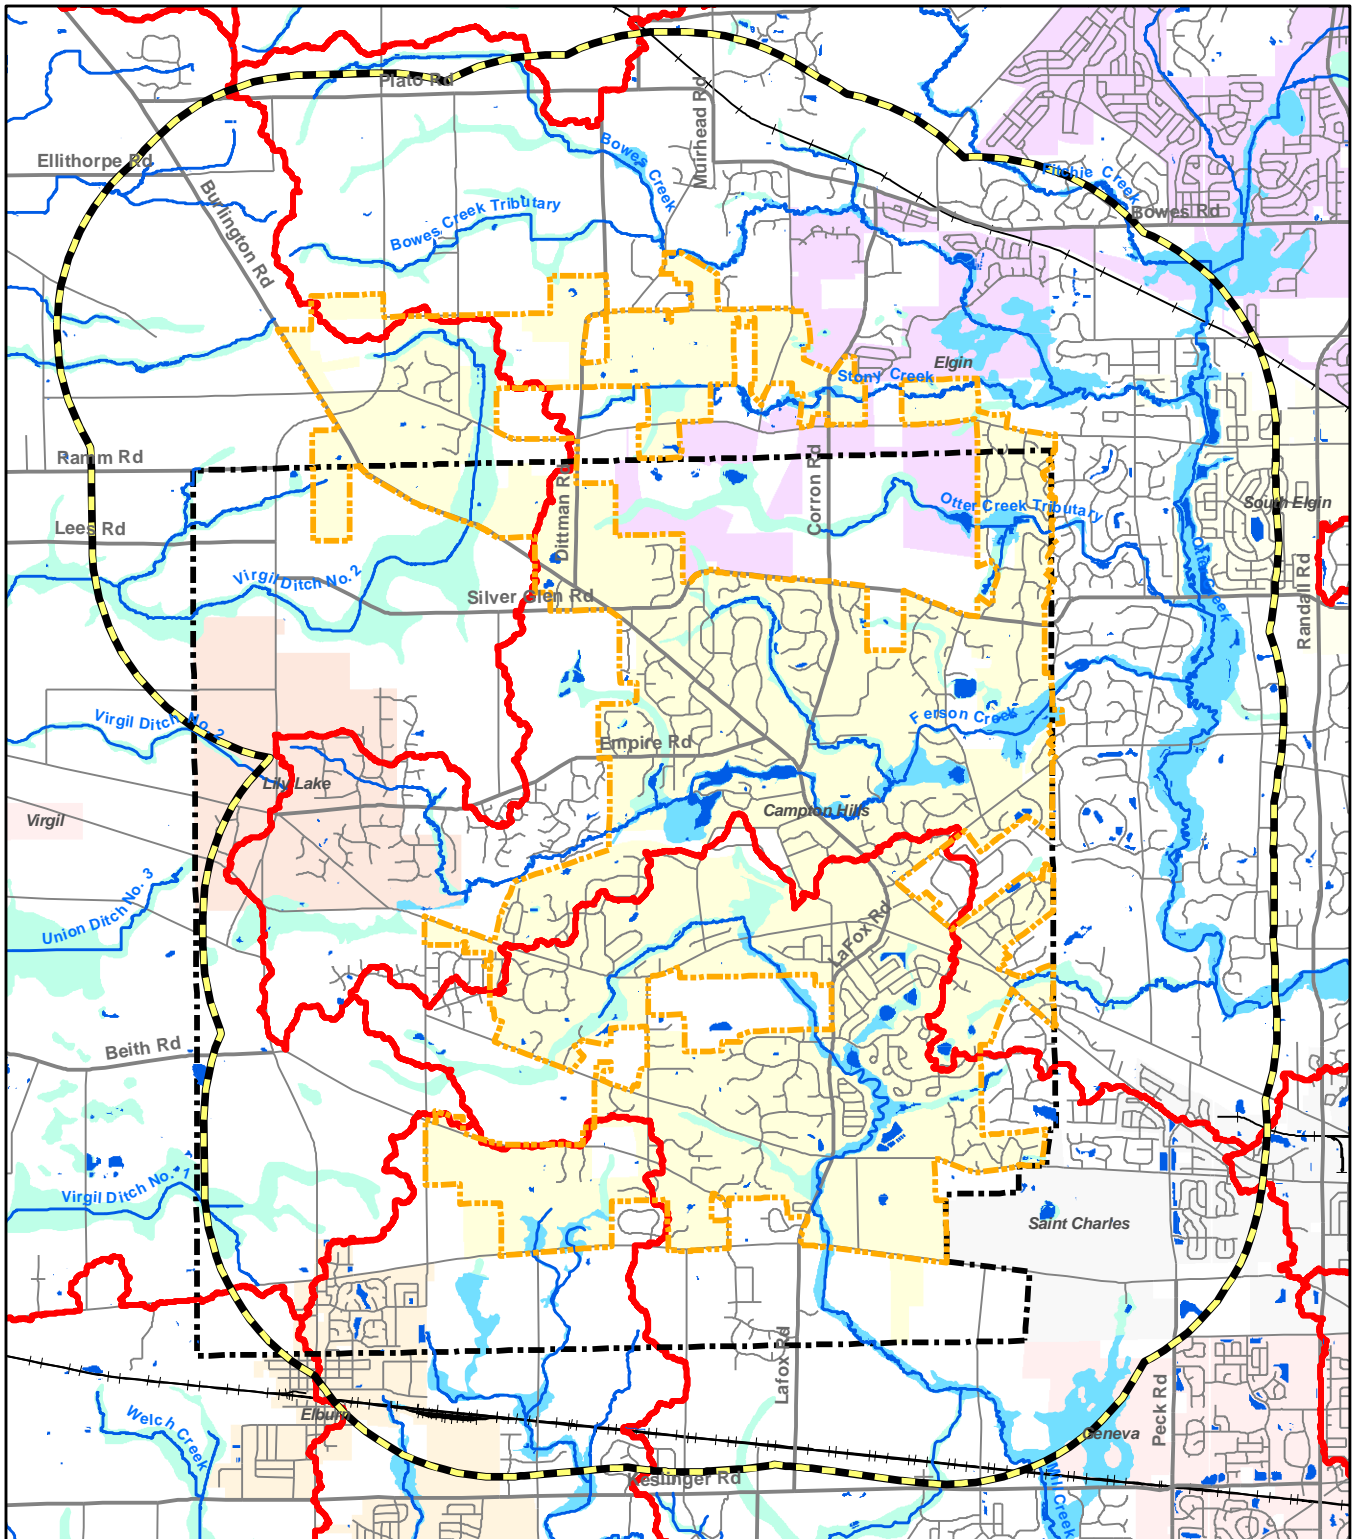 Plato Rd
Muirhead Rd
Ellithorpe Rd
Bowes Creek
Fitchie Creek
Burlington Rd
Bowes Creek Tributary
Bowes Rd
Elgin
Stony Creek
Ramm Rd
Corron Rd
Dittman Rd
South Elgin
Otter Creek Tributary
Lees Rd
Otter Creek
Virgil Ditch No. 2
Silver Glen Rd
Randall Rd
Virgil Ditch No. 2
Ferson Creek
Empire Rd
Lily Lake
Campton Hills
Virgil
Union Ditch No. 3
LaFox Rd
Beith Rd
Virgil Ditch No. 1
Saint Charles
Lafox Rd
Peck Rd
Elburn
Welch Creek
Geneva
Keslinger Rd
Mill Creek